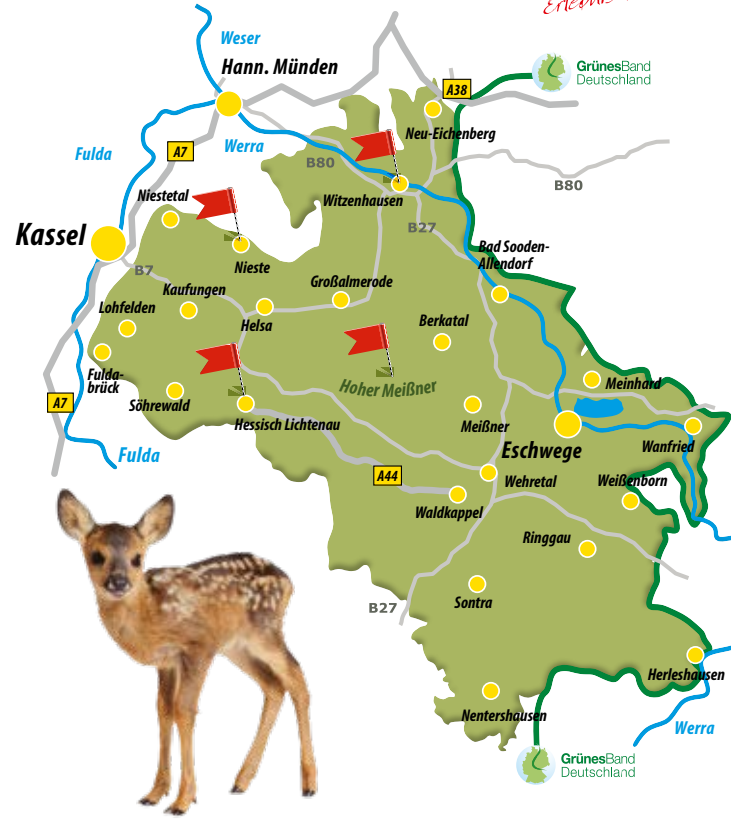 Weser
Hann. Münden
GrünesBand
Deutschland
A38
Neu-Eichenberg
Fulda
A7
Werra
B80
B80
Niestetal
Witzenhausen
B27
Kassel
Bad Sooden-
Allendorf
Nieste
B7
Großalmerode
Kaufungen
Lohfelden
Helsa
Berkatal
Fulda-
brück
Hoher Meißner
Meinhard
A7
Söhrewald
Hessisch Lichtenau
Meißner
Eschwege
Wanfried
Fulda
A44
Wehretal
Weißenborn
Waldkappel
Ringgau
Sontra
B27
Herleshausen
Nentershausen
Werra
GrünesBand
Deutschland